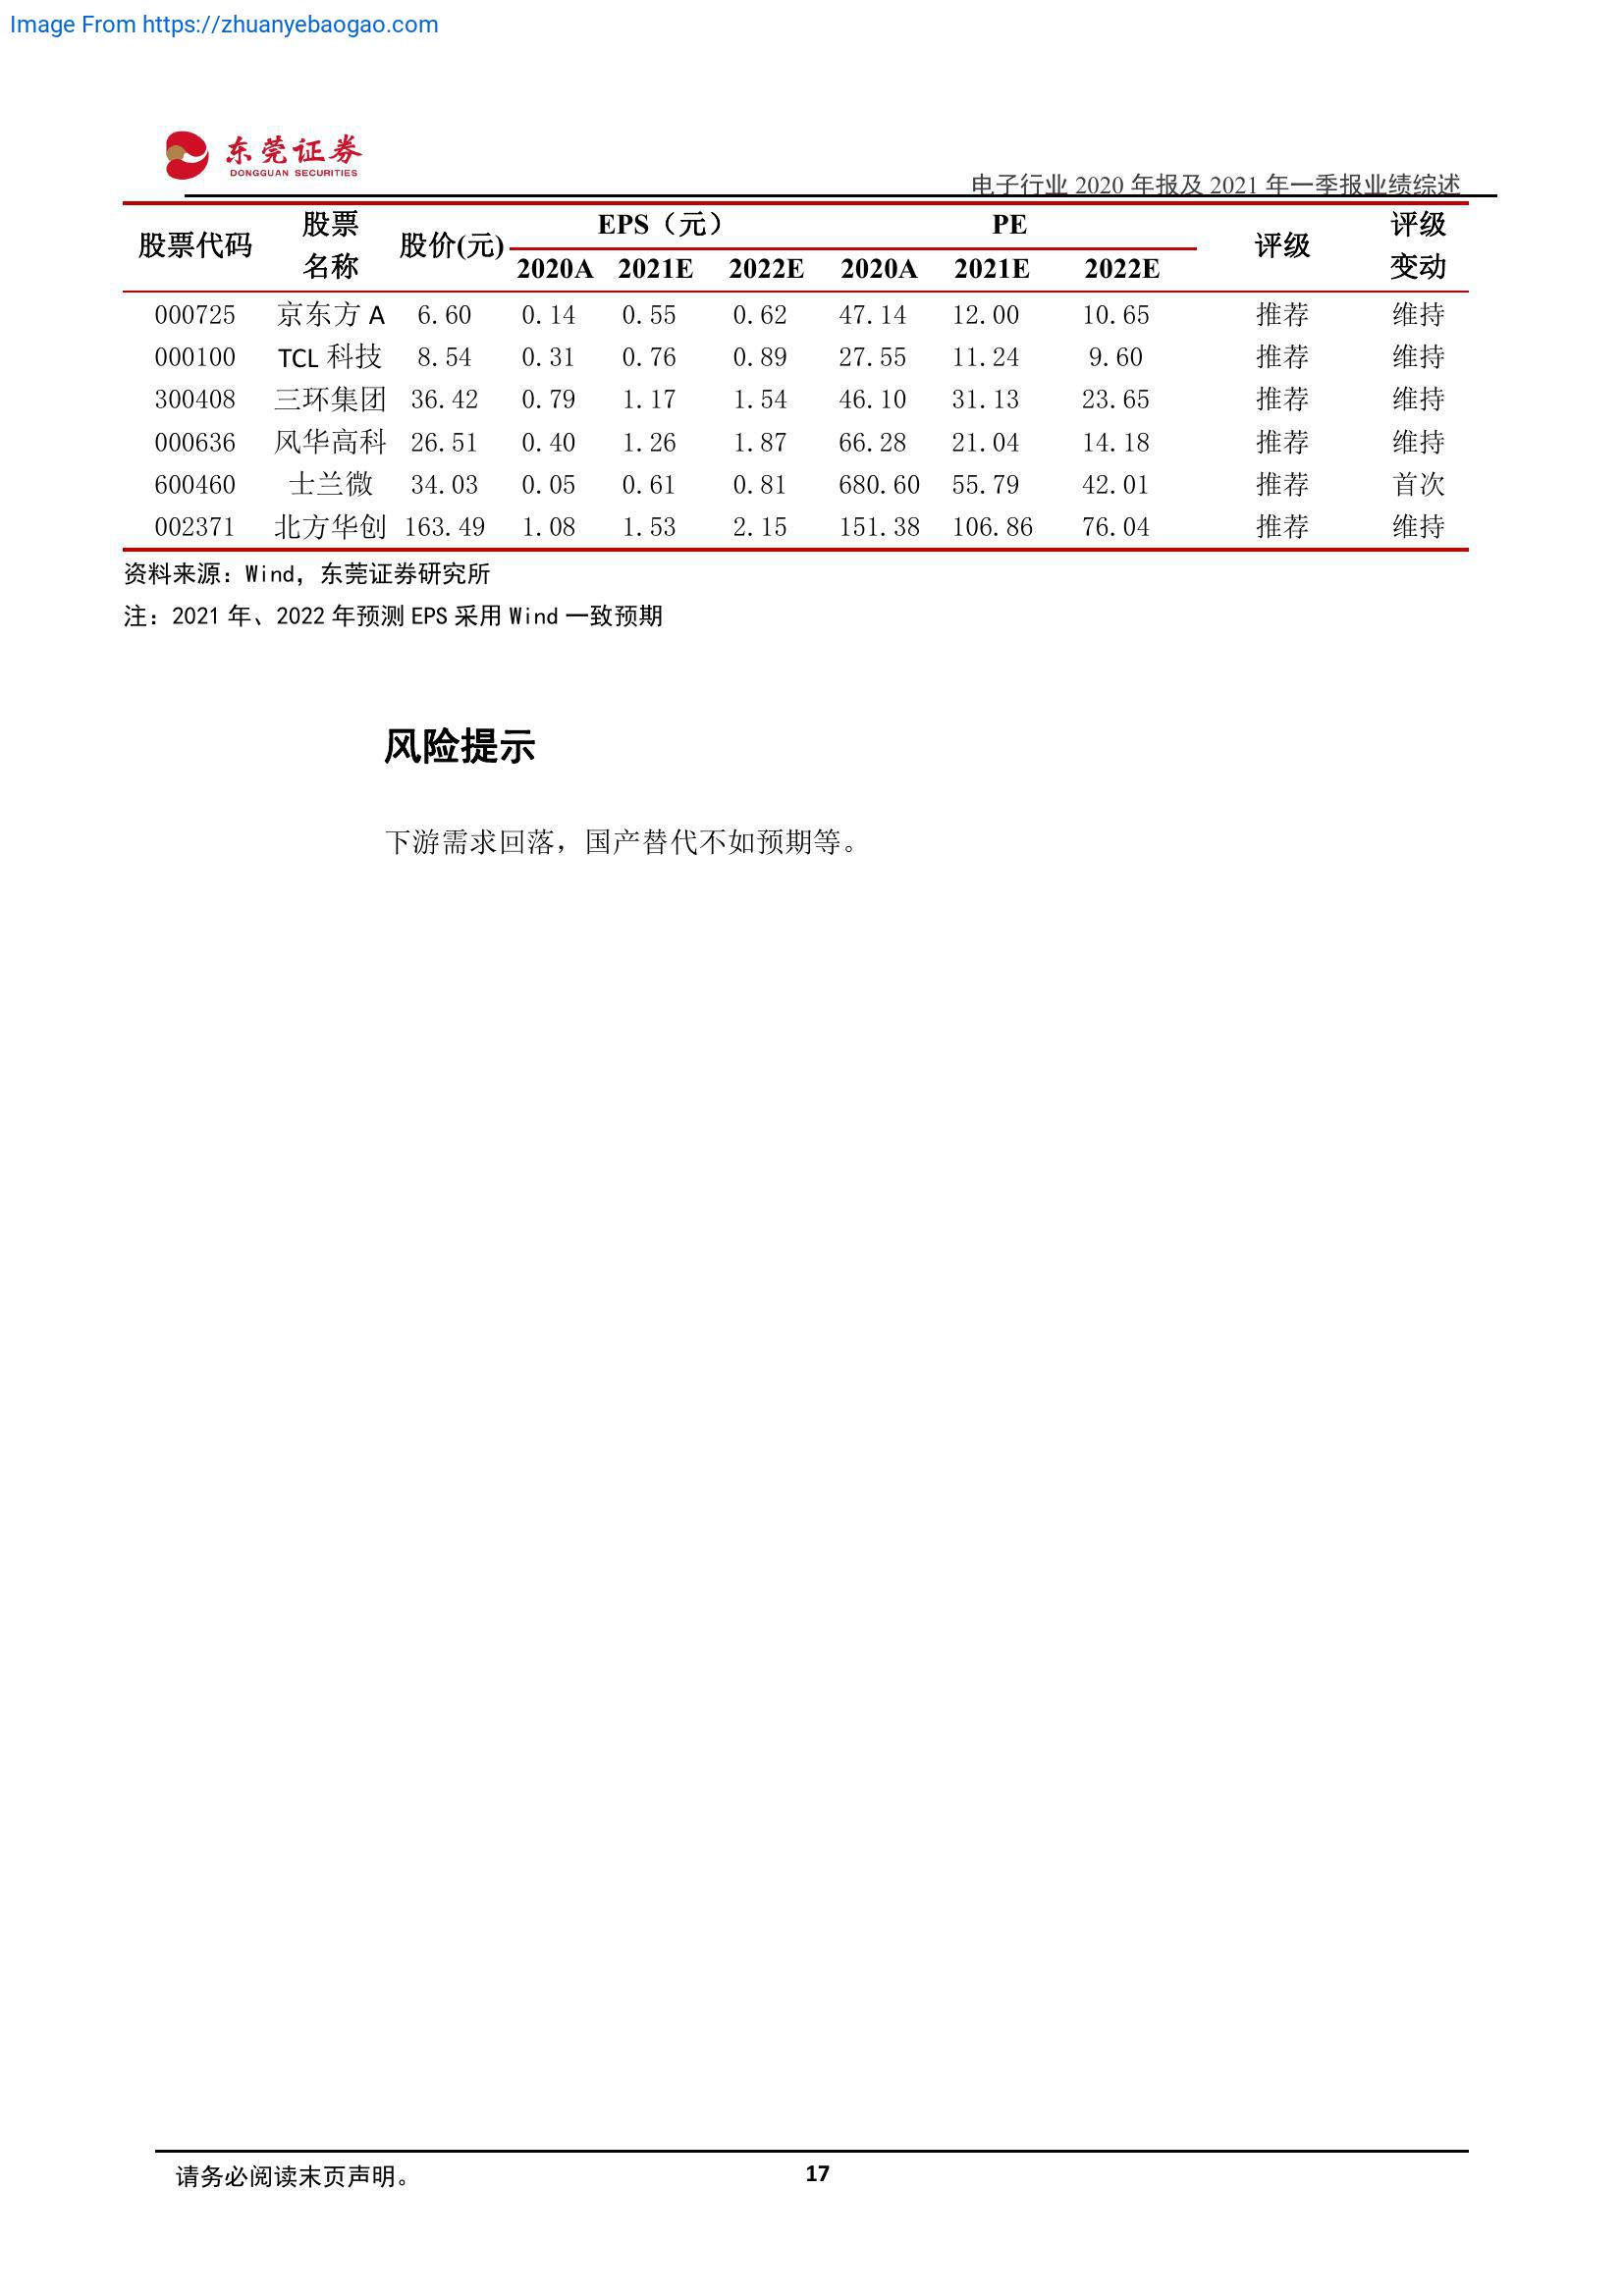 Image From https://zhuanyebaogao.com
东莞证券
DONGGUAN SECURITIES
电子行业 2020 年报及 2021 年一季报业绩综述
股票代码 股票名称 股价(元) EPS（元） PE 评级 评级变动
2020A 2021E 2022E 2020A 2021E 2022E
000725 京东方 A 6.60 0.14 0.55 0.62 47.14 12.00 10.65 推荐 维持
000100 TCL 科技 8.54 0.31 0.76 0.89 27.55 11.24 9.60 推荐 维持
300408 三环集团 36.42 0.79 1.17 1.54 46.10 31.13 23.65 推荐 维持
000636 风华高科 26.51 0.40 1.26 1.87 66.28 21.04 14.18 推荐 维持
600460 士兰微 34.03 0.05 0.61 0.81 680.60 55.79 42.01 推荐 首次
002371 北方华创 163.49 1.08 1.53 2.15 151.38 106.86 76.04 推荐 维持
资料来源：Wind，东莞证券研究所
注：2021 年、2022 年预测 EPS 采用 Wind 一致预期
风险提示
下游需求回落，国产替代不如预期等。
请务必阅读末页声明。
17